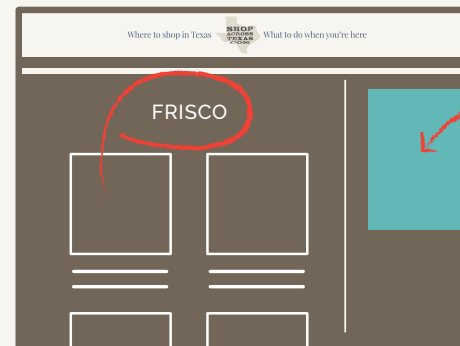 Where to shop in Texas
SHOP
ACROSS
TEXAS
.COM
What to do when you're here
FRISCO